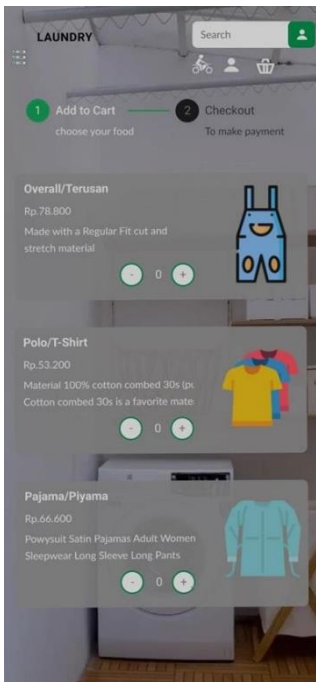 LAUNDRY
Search
1 Add to Cart
choose your food
2 Checkout
To make payment
Overall/Terusan
Rp.78.800
Made with a Regular Fit cut and
stretch material
- 0 +
Polo/T-Shirt
Rp.53.200
Material 100% cotton combed 30s
Cotton combed 30s is a favorite mate
- 0 +
Pajama/Piyama
Rp.66.600
Powysuit Satin Pajamas Adult Women
Sleepwear Long Sleeve Long Pants
- 0 +